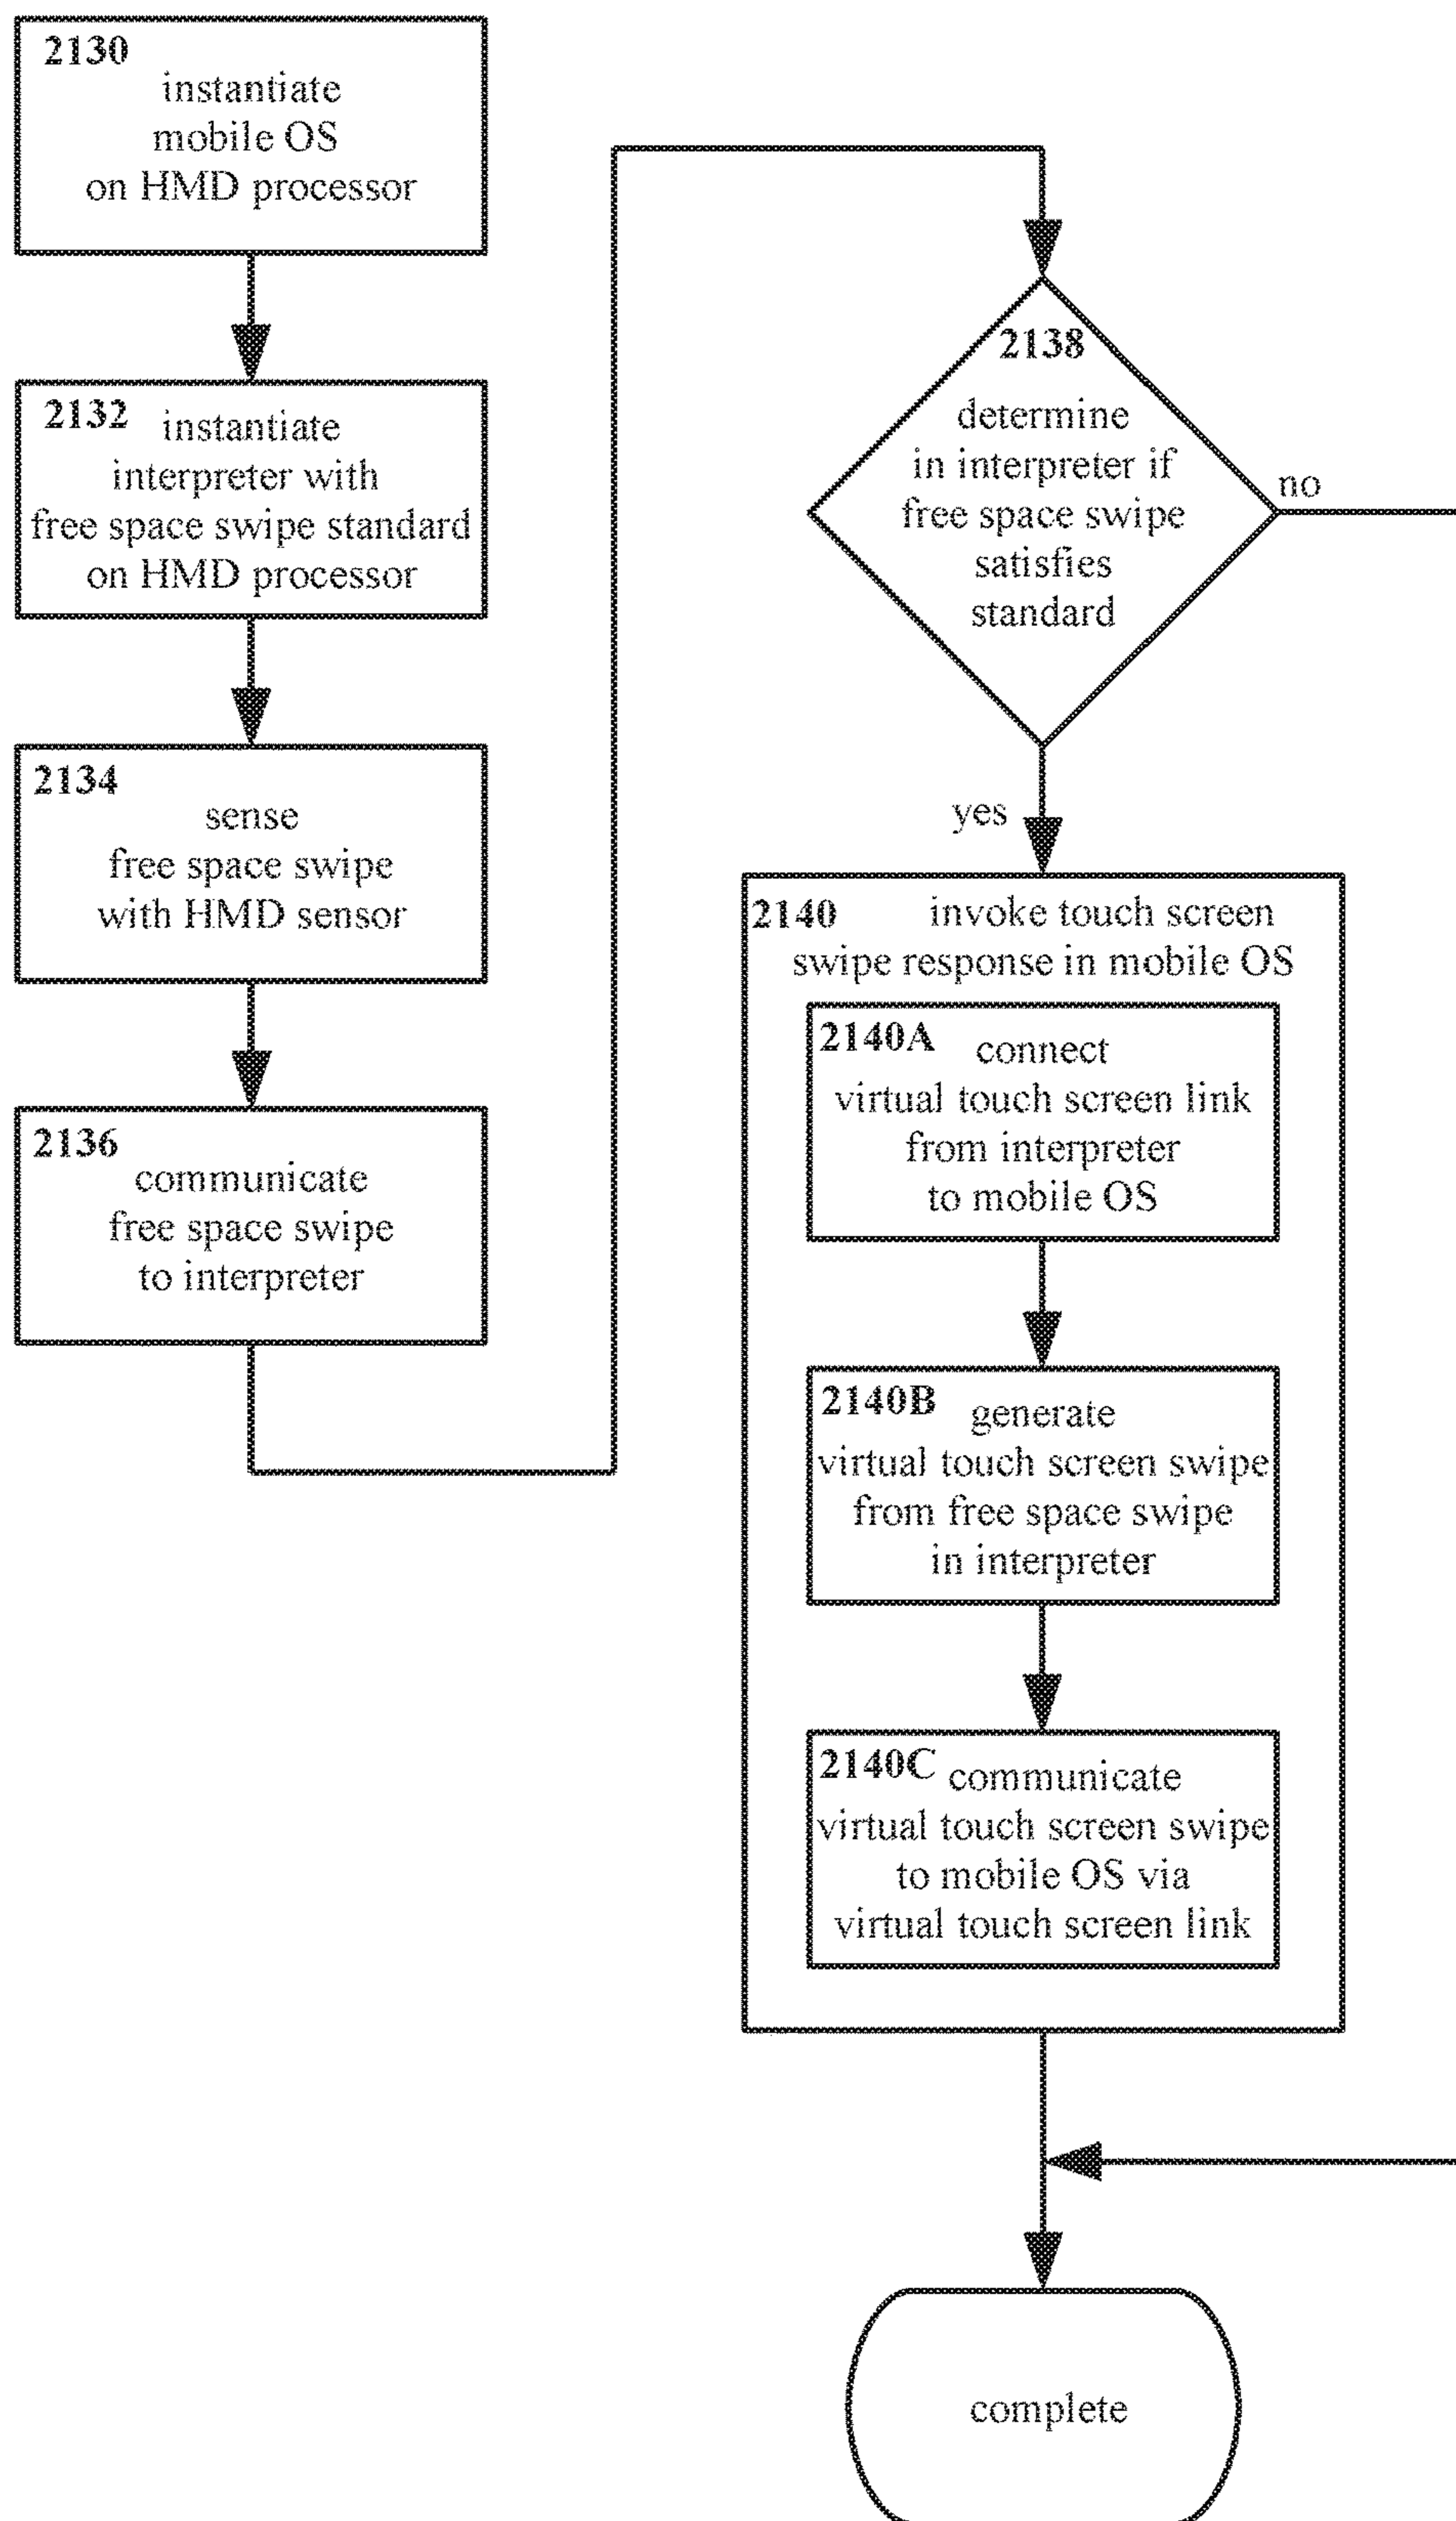 2130
instantiate
mobile OS
on HMD processor
2132 instantiate
interpreter with
free space swipe standard
on HMD processor
2134
sense
free space swipe
with HMD sensor
2136
communicate
free space swipe
to interpreter
2138
determine
in interpreter if
free space swipe
satisfies
standard
no
yes
2140 invoke touch screen
swipe response in mobile OS
2140A connect
virtual touch screen link
from interpreter
to mobile OS
2140B generate
virtual touch screen swipe
from free space swipe
in interpreter
2140C communicate
virtual touch screen swipe
to mobile OS via
virtual touch screen link
complete